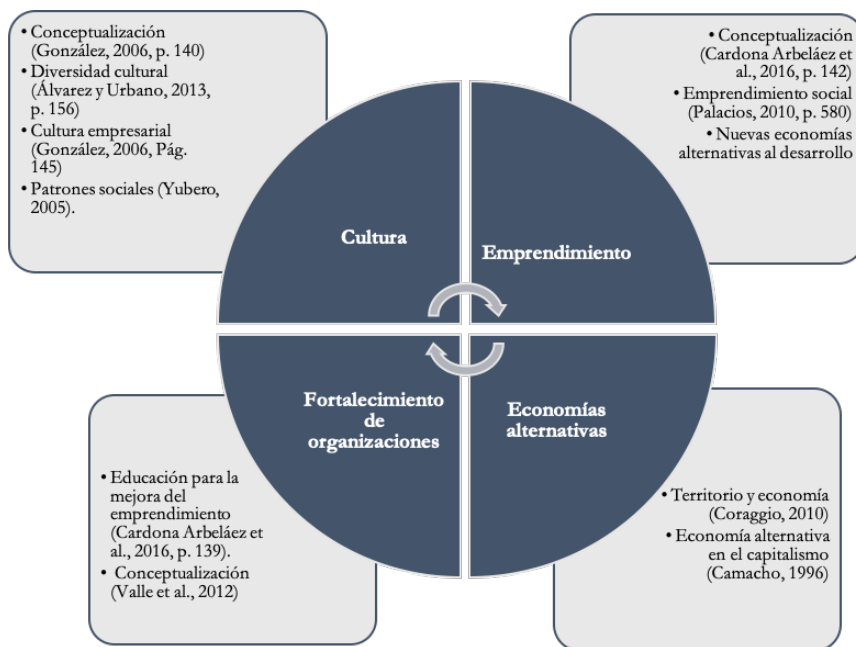 • Conceptualización
(González, 2006, p. 140)
• Diversidad cultural
(Álvarez y Urbano, 2013,
p. 156)
• Cultura empresarial
(González, 2006, Pág.
145)
• Patrones sociales (Yubero,
2005).
• Conceptualización
(Cardona Arbeláez et
al., 2016, p. 142)
• Emprendimiento social
(Palacios, 2010, p. 580)
• Nuevas economías
alternativas al desarrollo
Cultura
Emprendimiento
Fortalecimiento
de
organizaciones
Economías
alternativas
• Educación para la
mejora del
emprendimiento
(Cardona Arbeláez et
al., 2016, p. 139).
• Conceptualización
(Valle et al., 2012)
• Territorio y economía
(Coraggio, 2010)
• Economía alternativa
en el capitalismo
(Camacho, 1996)